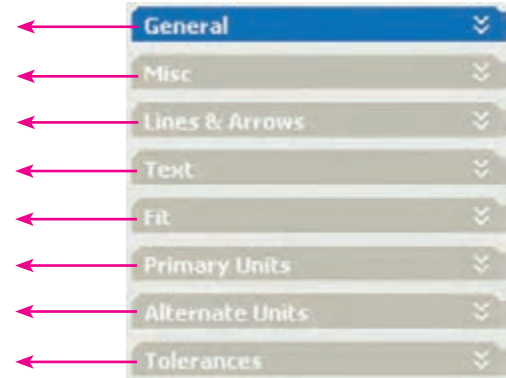 General
Misc
Lines & Arrows
Text
Fit
Primary Units
Alternate Units
Tolerances